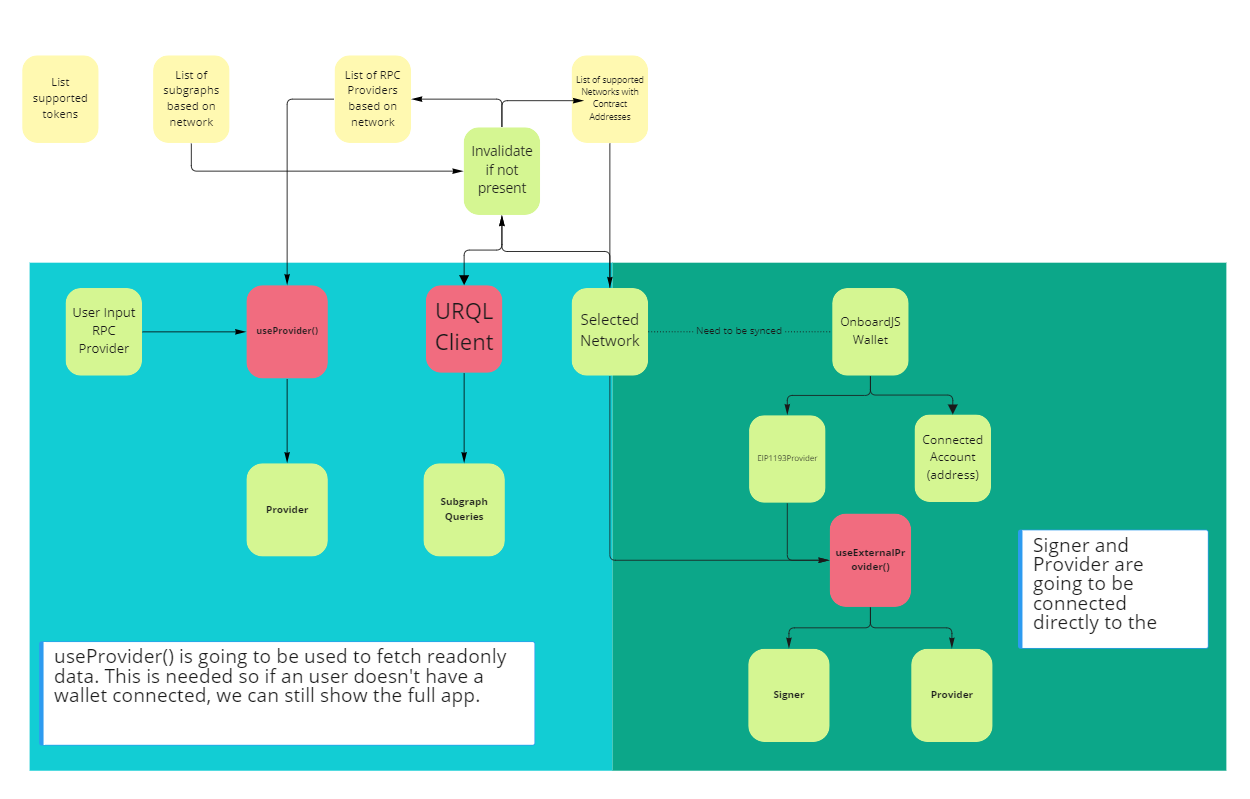 List
supported
tokens
List of
subgraphs
based on
network
List of RPC
Providers
based on
network
List of supported
Networks with
Contract
Addresses
Invalidate
if not
present
User Input
RPC
Provider
useProvider()
URQL
Client
Selected
Network
Need to be synced
OnboardJS
Wallet
EIP1193Provider
Connected
Account
(address)
Provider
Subgraph
Queries
useExternalPr
ovider()
Signer and
Provider are
going to be
connected
directly to the
useProvider() is going to be used to fetch readonly
data. This is needed so if an user doesn't have a
wallet connected, we can still show the full app.
Signer
Provider